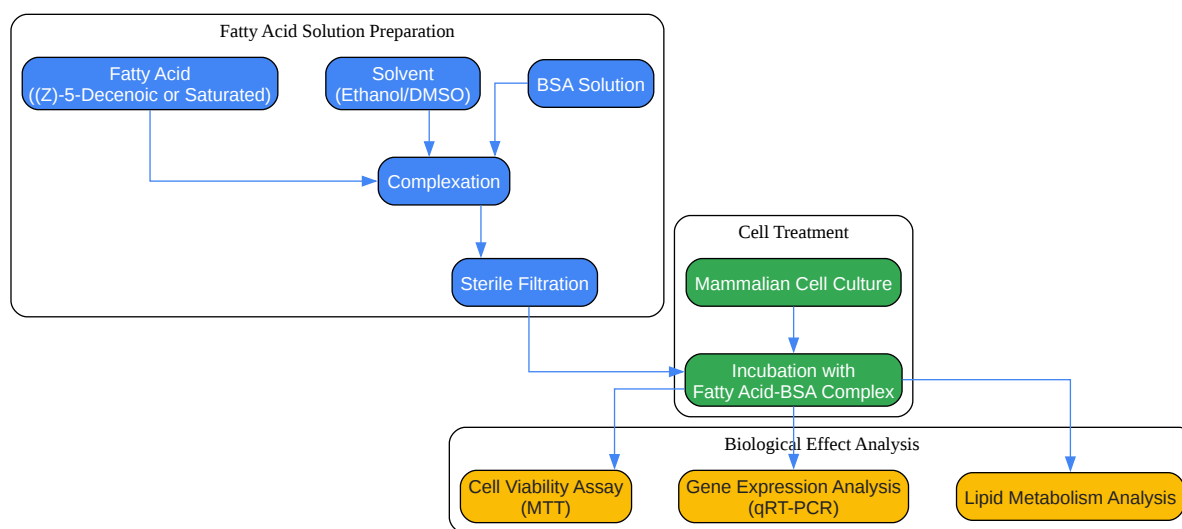 Fatty Acid Solution Preparation
Fatty Acid
((Z)-5-Decenoic or Saturated)
Solvent
(Ethanol/DMSO)
BSA Solution
Complexation
Sterile Filtration
Cell Treatment
Mammalian Cell Culture
Incubation with
Fatty Acid-BSA Complex
Biological Effect Analysis
Cell Viability Assay
(MTT)
Gene Expression Analysis
(qRT-PCR)
Lipid Metabolism Analysis